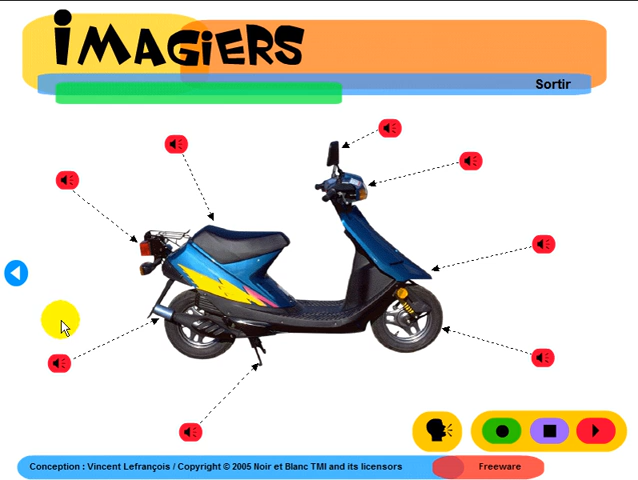 iMAGiERS
Sortir
Conception : Vincent Lefrançois / Copyright © 2005 Noir et Blanc TMI and its licensors
Freeware